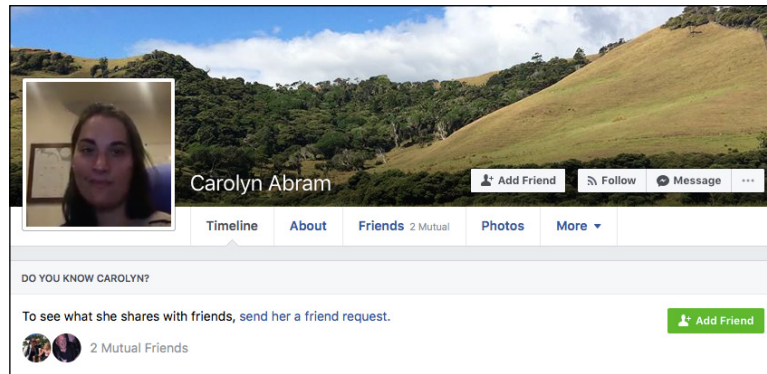 Carolyn Abram
Add Friend
Follow
Message
Timeline
About
Friends 2 Mutual
Photos
More
DO YOU KNOW CAROLYN?
To see what she shares with friends, send her a friend request.
Add Friend
2 Mutual Friends